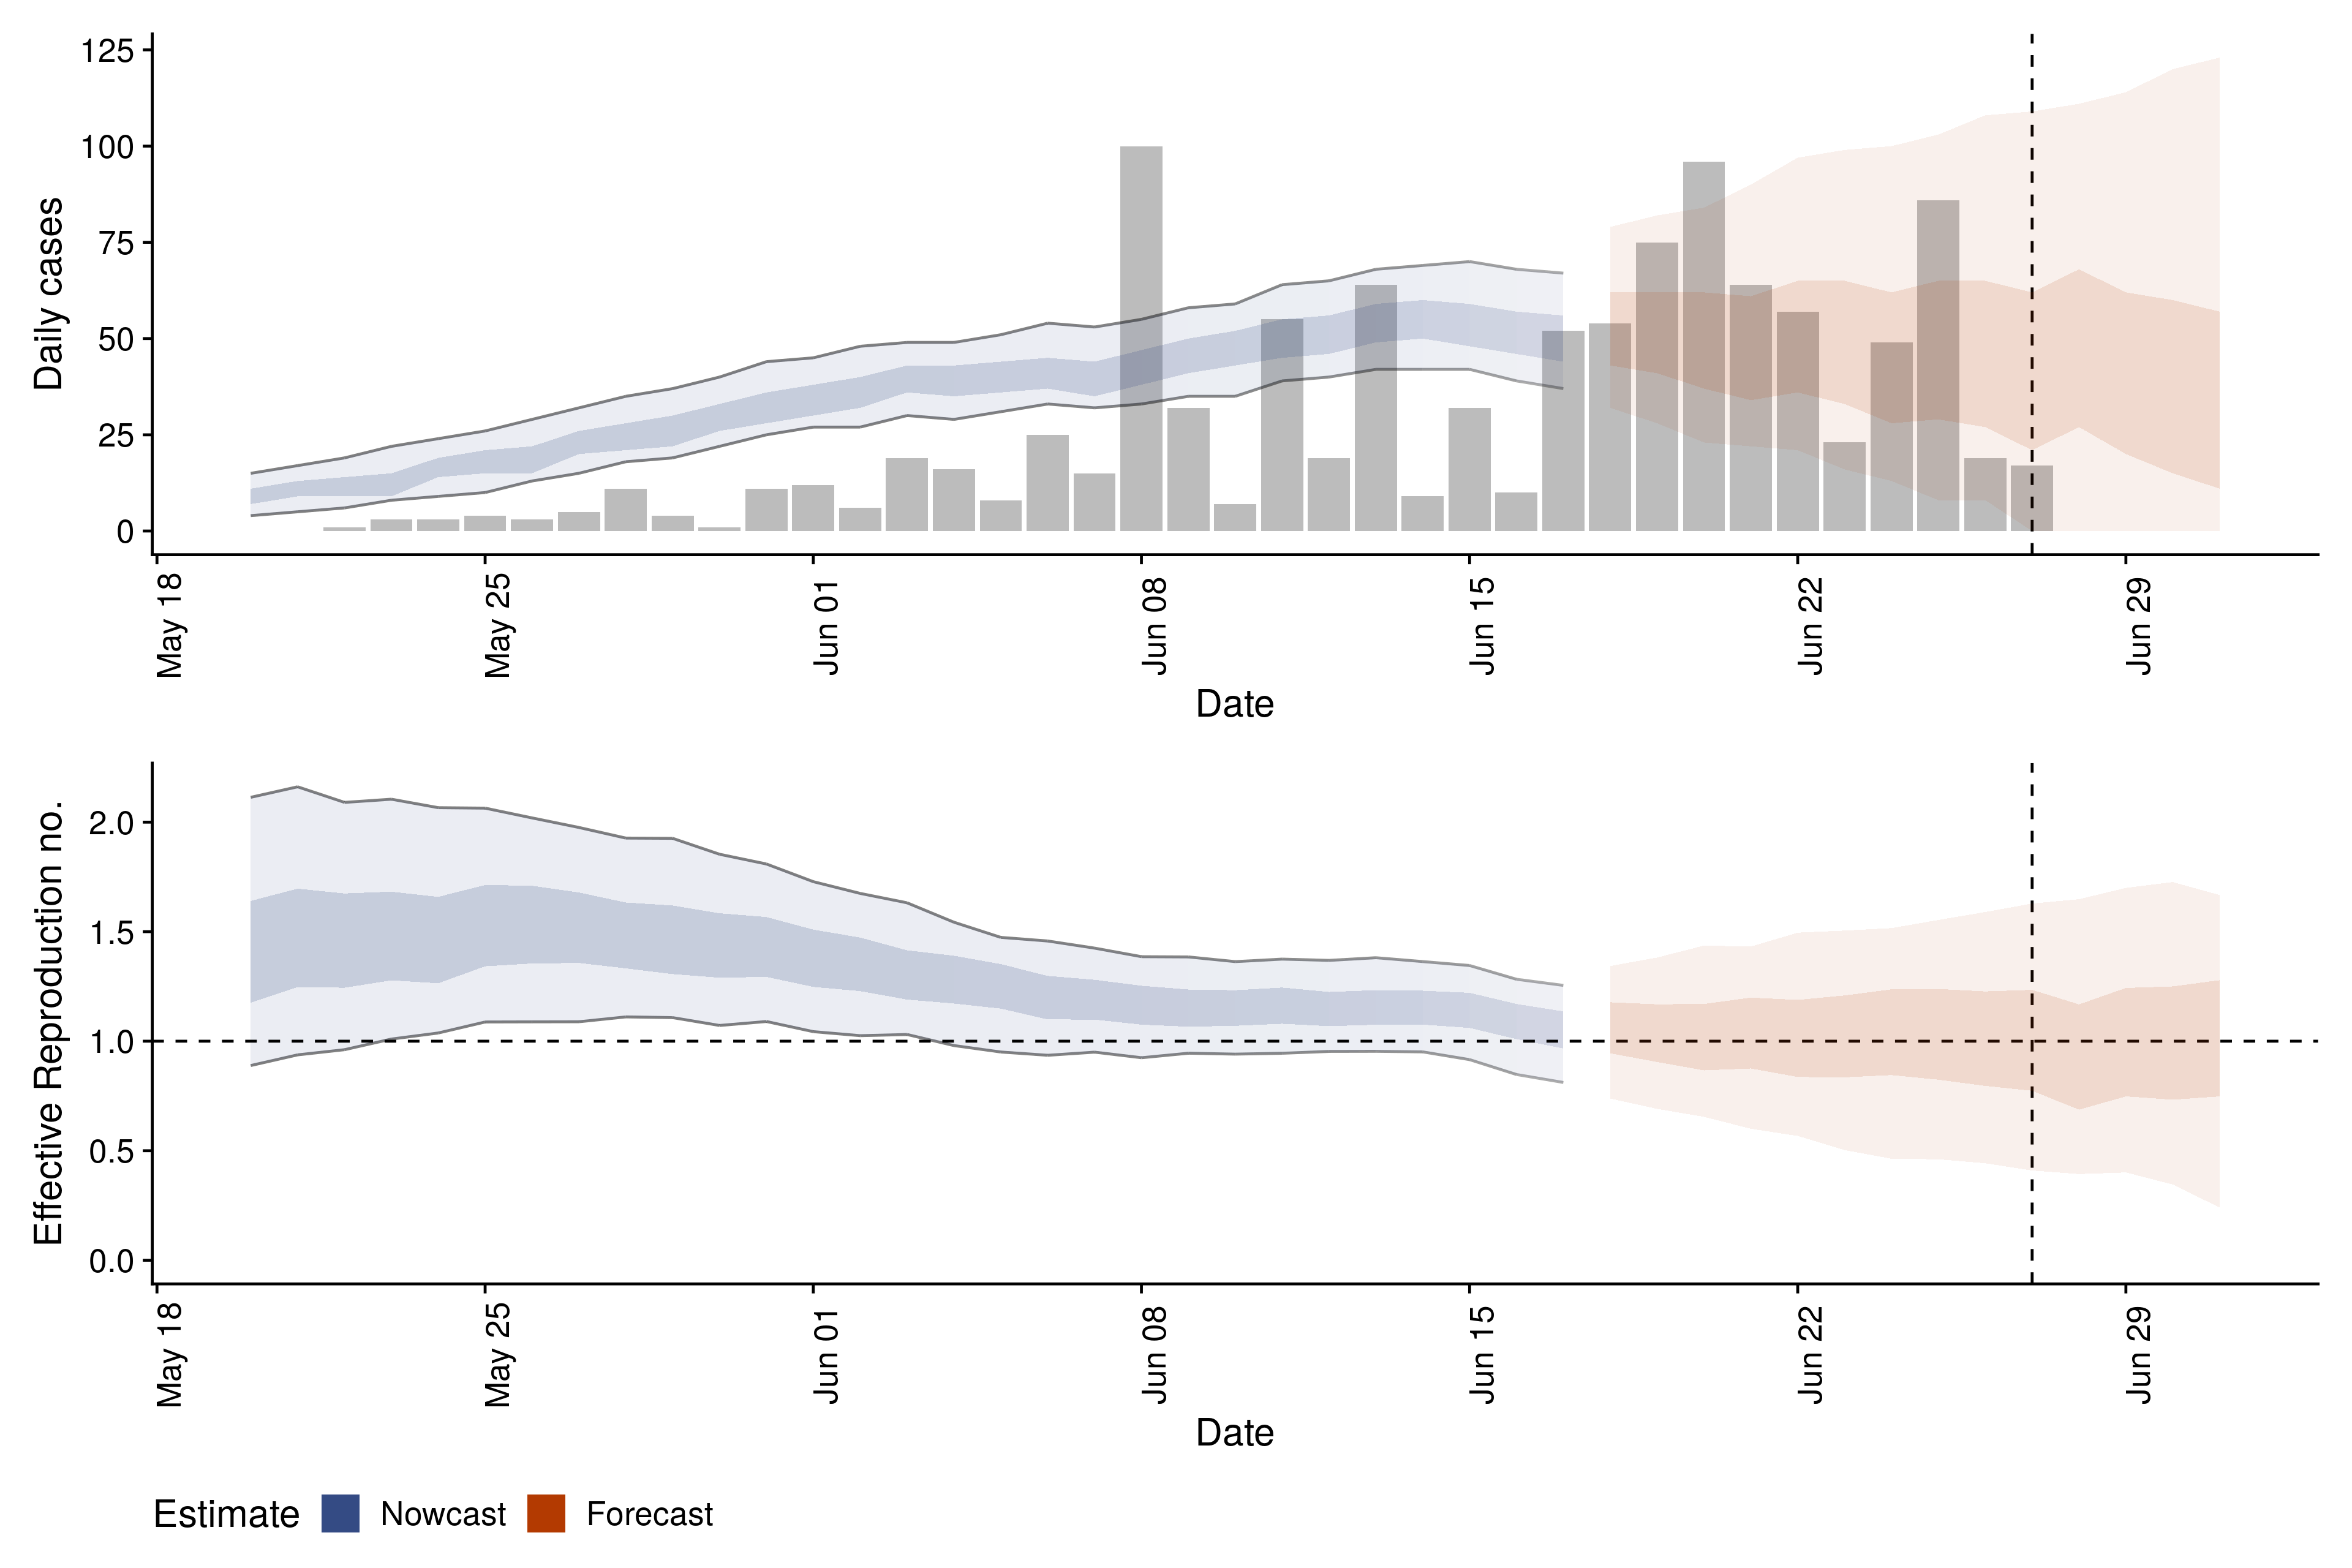 125
100
75
50
25
0
Daily cases
May 18
May 25
Jun 01
Jun 08
Jun 15
Jun 22
Jun 29
Date
2.0
1.5
1.0
0.5
0.0
Effective Reproduction no.
May 18
May 25
Jun 01
Jun 08
Jun 15
Jun 22
Jun 29
Date
Estimate Nowcast Forecast